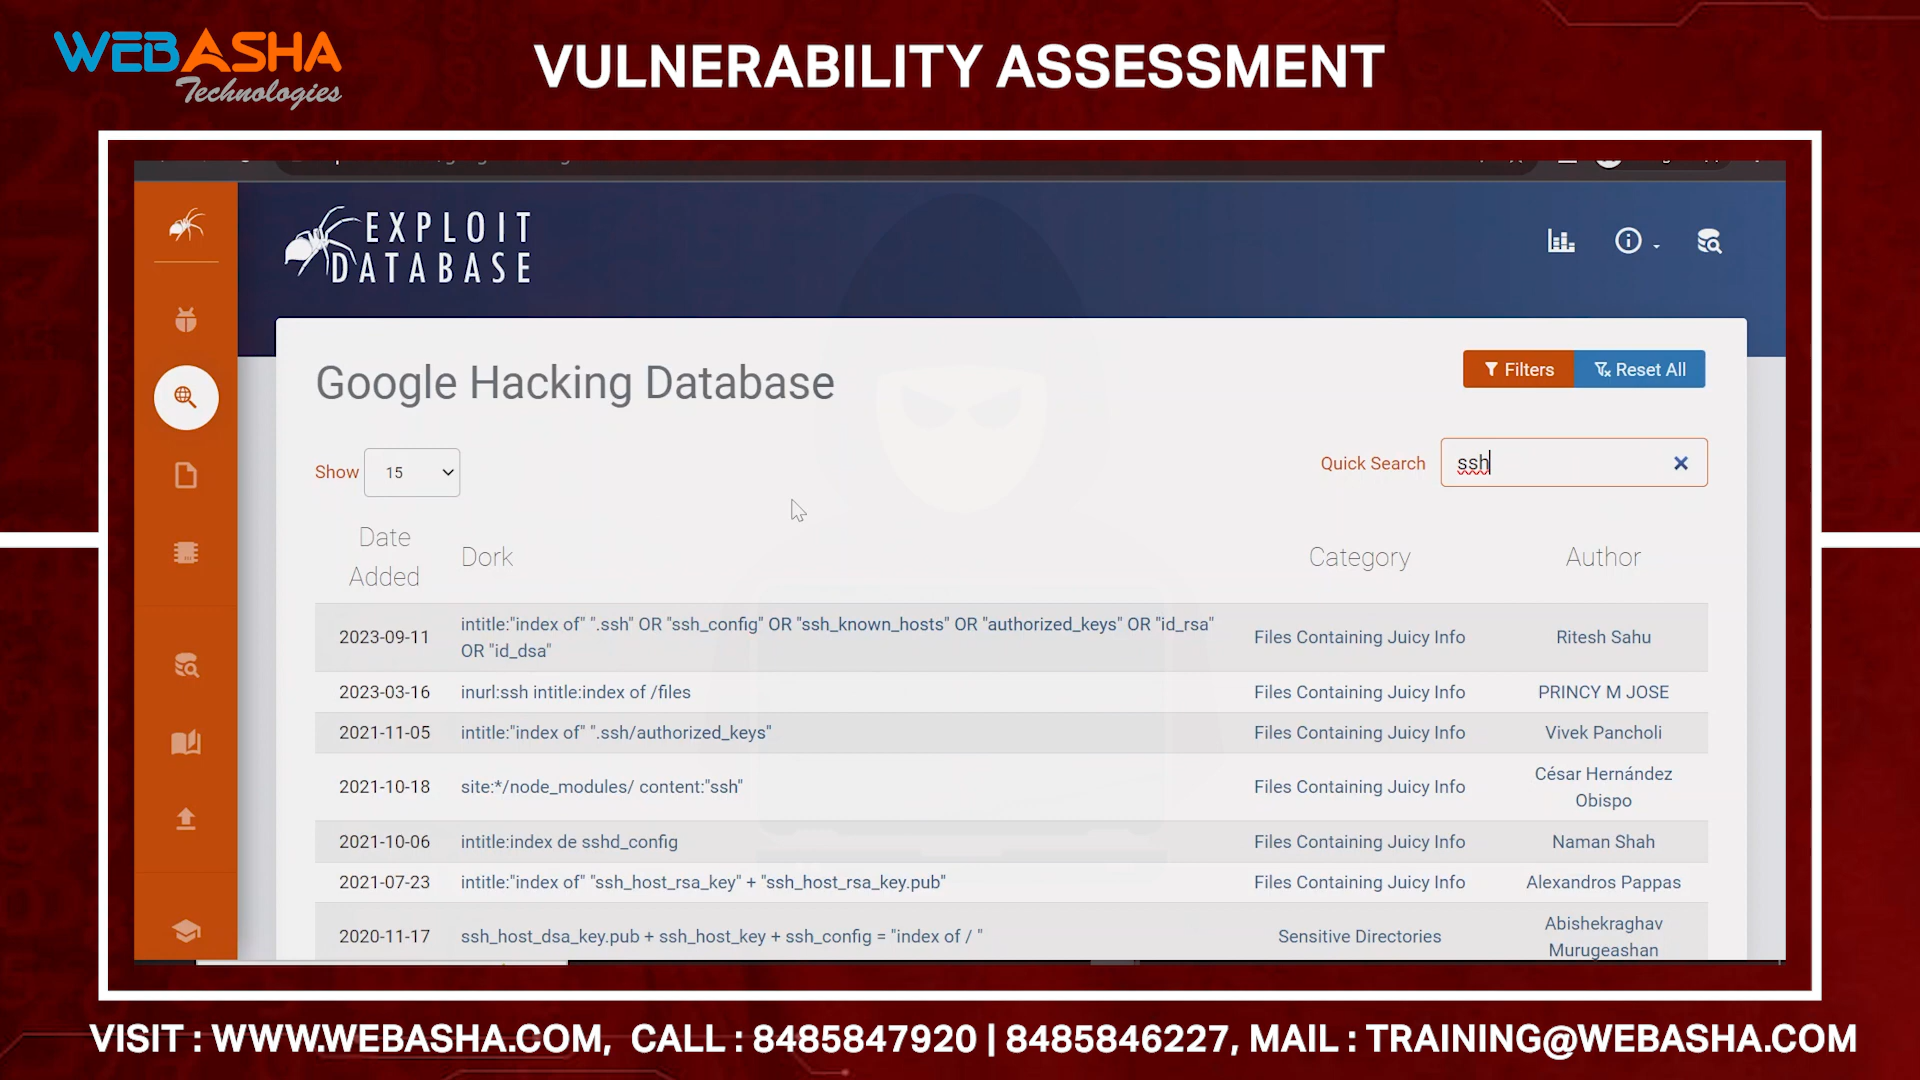 WEBASHA
Technologies
VULNERABILITY ASSESSMENT
EXPLOIT
DATABASE
Google Hacking Database
Filters
Reset All
Show 15
Quick Search ssh
Date Added Dork Category Author
2023-09-11 intitle:"index of" ".ssh" OR "ssh_config" OR "ssh_known_hosts" OR "authorized_keys" OR "id_rsa" OR "id_dsa" Files Containing Juicy Info Ritesh Sahu
2023-03-16 inurl:ssh intitle:index of /files Files Containing Juicy Info PRINCY M JOSE
2021-11-05 intitle:"index of" ".ssh/authorized_keys" Files Containing Juicy Info Vivek Pancholi
2021-10-18 site:*/node_modules/ content:"ssh" Files Containing Juicy Info César Hernández Obispo
2021-10-06 intitle:index de sshd_config Files Containing Juicy Info Naman Shah
2021-07-23 intitle:"index of" "ssh_host_rsa_key" + "ssh_host_rsa_key.pub" Files Containing Juicy Info Alexandros Pappas
2020-11-17 ssh_host_dsa_key.pub + ssh_host_key + ssh_config = "index of / " Sensitive Directories Abishekraghav Murugeashan
VISIT : WWW.WEBASHA.COM, CALL : 8485847920 | 8485846227, MAIL : TRAINING@WEBASHA.COM